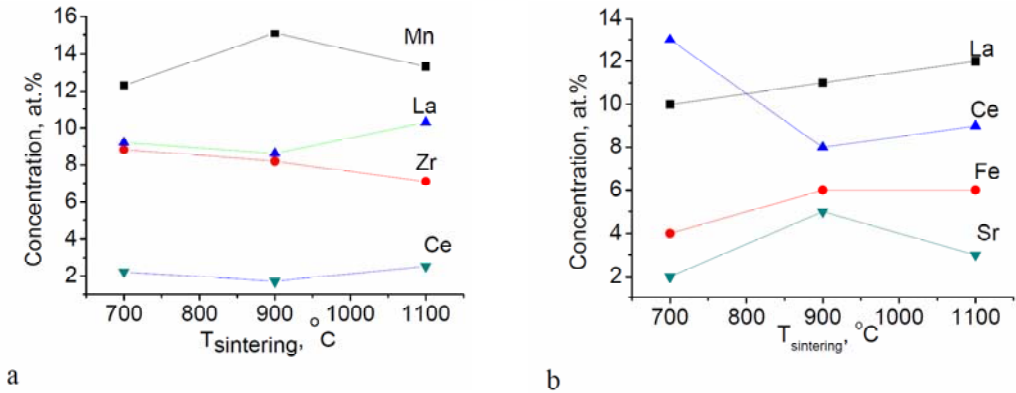 16
14
12
10
8
6
4
2
Concentration, at.%
Mn
La
Zr
Ce
700 800 900 1000 1100
Tsintering, °C
a
14
12
10
8
6
4
2
Concentration, at.%
La
Ce
Fe
Sr
700 800 900 1000 1100
Tsintering, °C
b